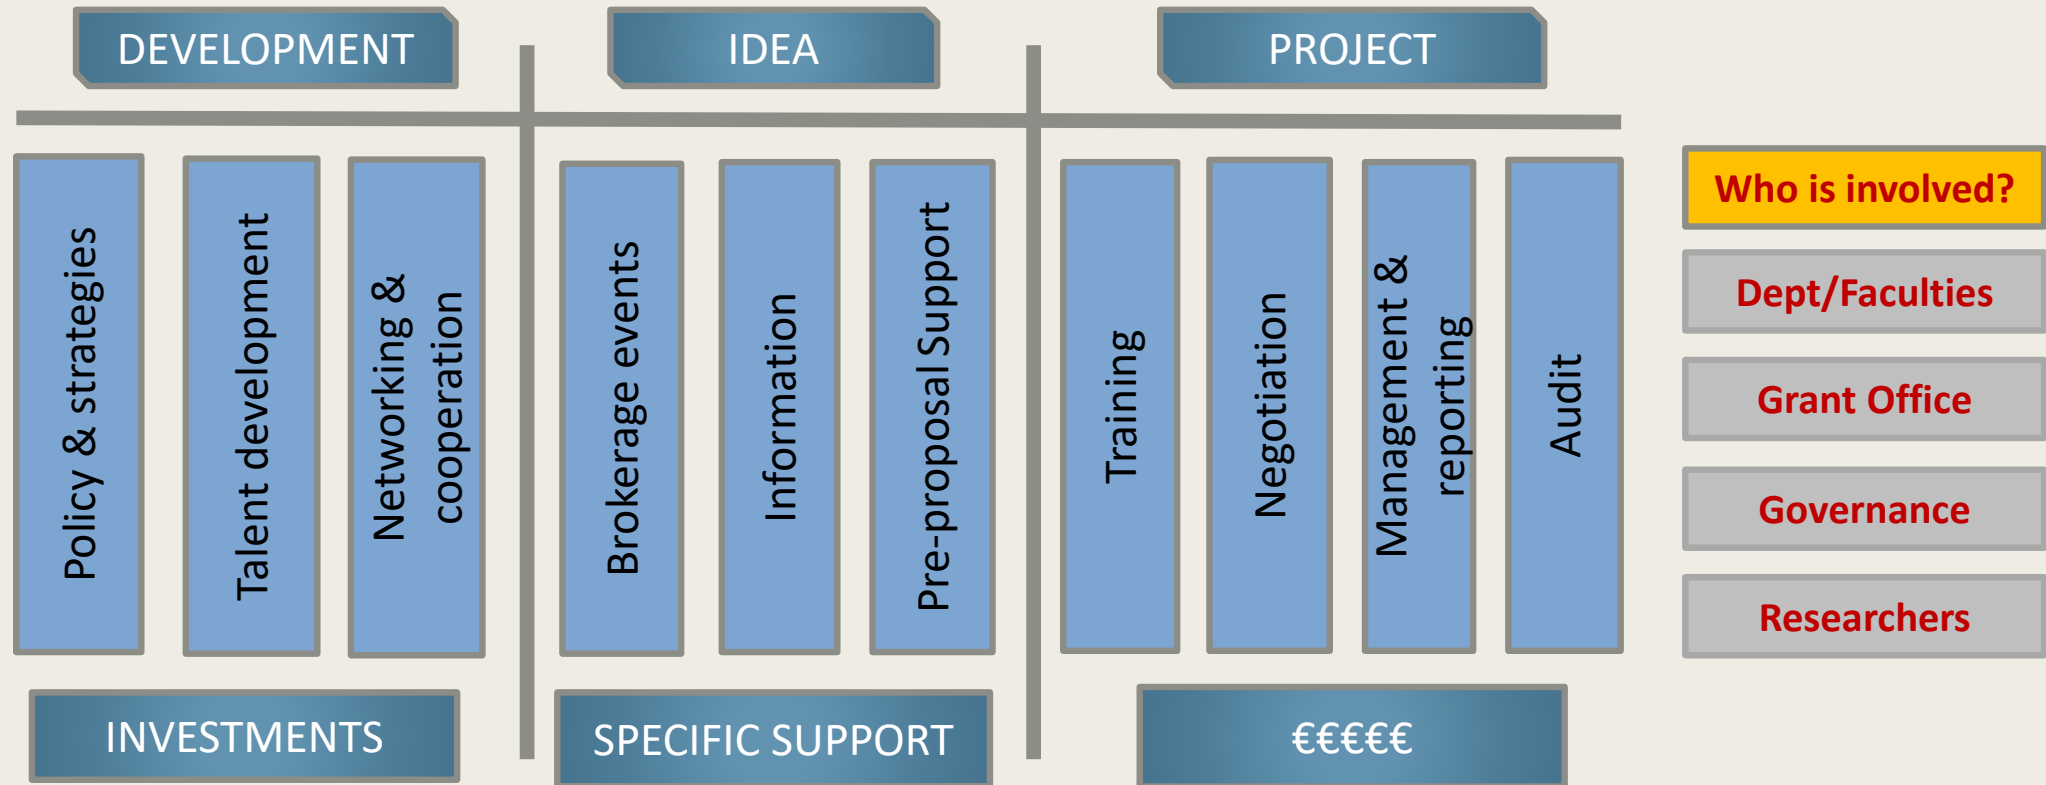 DEVELOPMENT
IDEA
PROJECT
Policy & strategies
Talent development
Networking &
cooperation
Brokerage events
Information
Pre-proposal Support
Training
Negotiation
Management &
reporting
Audit
Who is involved?
Dept/Faculties
Grant Office
Governance
Researchers
INVESTMENTS
SPECIFIC SUPPORT
€€€€€